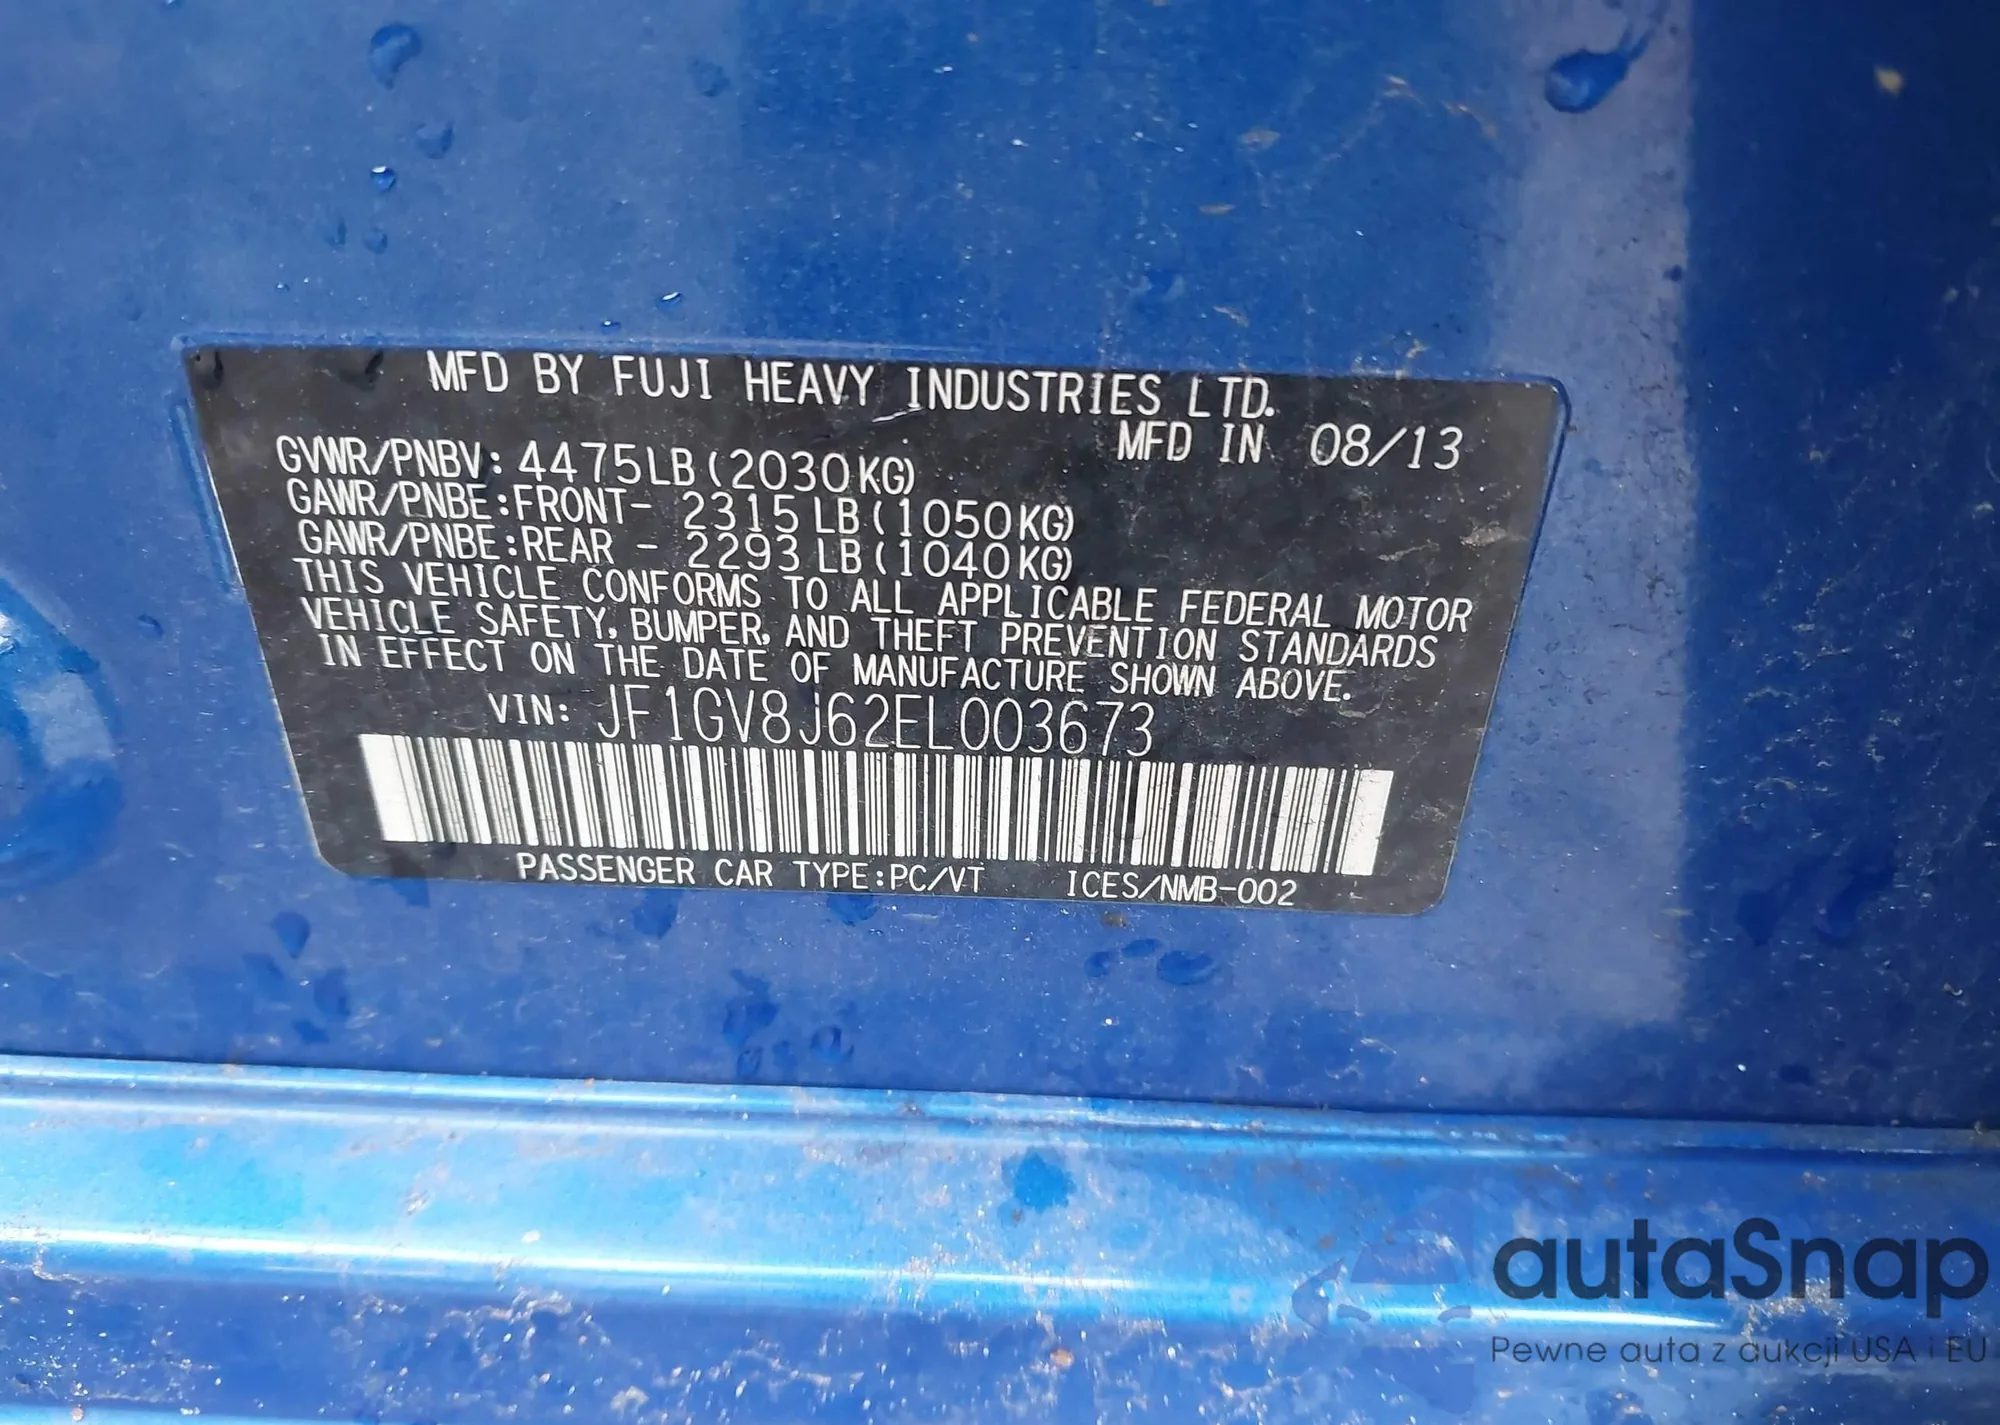 MFD BY FUJI HEAVY INDUSTRIES LTD.
MFD IN 08/13
GVWR/PNBV: 4475LB(2030KG)
GAWR/PNBE:FRONT- 2315LB(1050KG)
GAWR/PNBE:REAR - 2293LB(1040KG)
THIS VEHICLE CONFORMS TO ALL APPLICABLE FEDERAL MOTOR
VEHICLE SAFETY, BUMPER, AND THEFT PREVENTION STANDARDS
IN EFFECT ON THE DATE OF MANUFACTURE SHOWN ABOVE.
VIN: JF1GV8J62EL003673
PASSENGER CAR TYPE:PC/VT ICES/NMB-002
autaSnap
Pewne auta z aukcji USA i EU